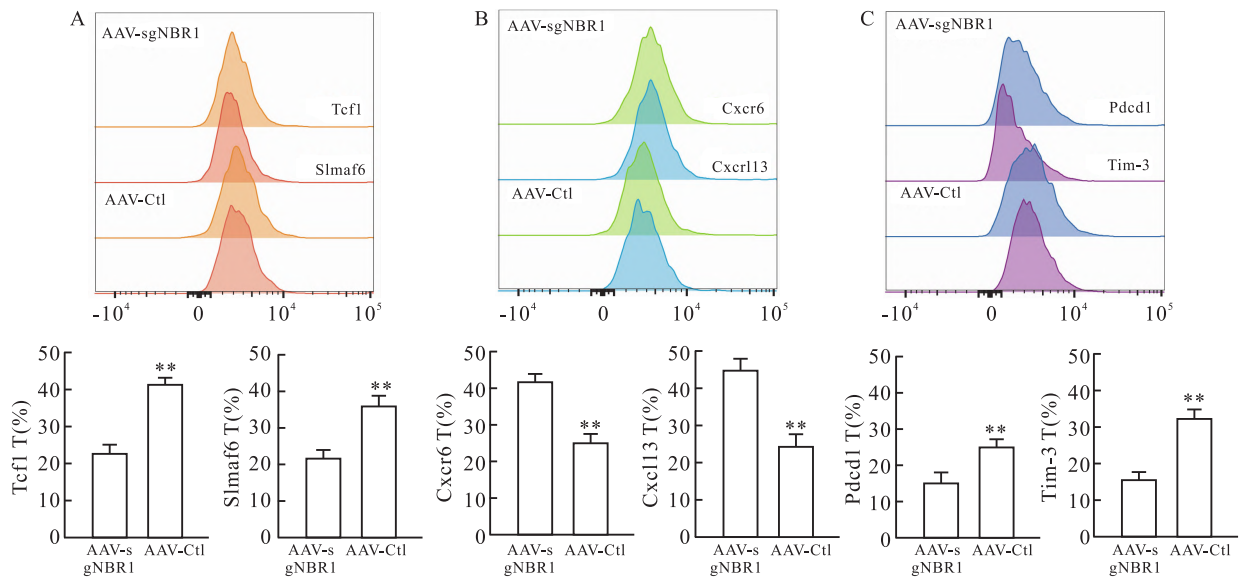 A
AAV-sgNBR1
Tcf1
Slmaf6
AAV-Ctl
-10⁴ 0 10⁴ 10⁵
B
AAV-sgNBR1
Cxcr6
Cxcrl13
AAV-Ctl
-10⁴ 0 10⁴ 10⁵
C
AAV-sgNBR1
Pdcd1
Tim-3
AAV-Ctl
-10⁴ 0 10⁴ 10⁵
Tcf1 T(%)
50
40
30
20
10
0
**
AAV-s AAV-Ctl
gNBR1
Slmaf6 T(%)
50
40
30
20
10
0
**
AAV-s AAV-Ctl
gNBR1
Cxcr6 T(%)
50
40
30
20
10
0
**
AAV-s AAV-Ctl
gNBR1
Cxcl13 T(%)
50
40
30
20
10
0
**
AAV-s AAV-Ctl
gNBR1
Pdcd1 T(%)
50
40
30
20
10
0
**
AAV-s AAV-Ctl
gNBR1
Tim-3 T(%)
50
40
30
20
10
0
**
AAV-s AAV-Ctl
gNBR1